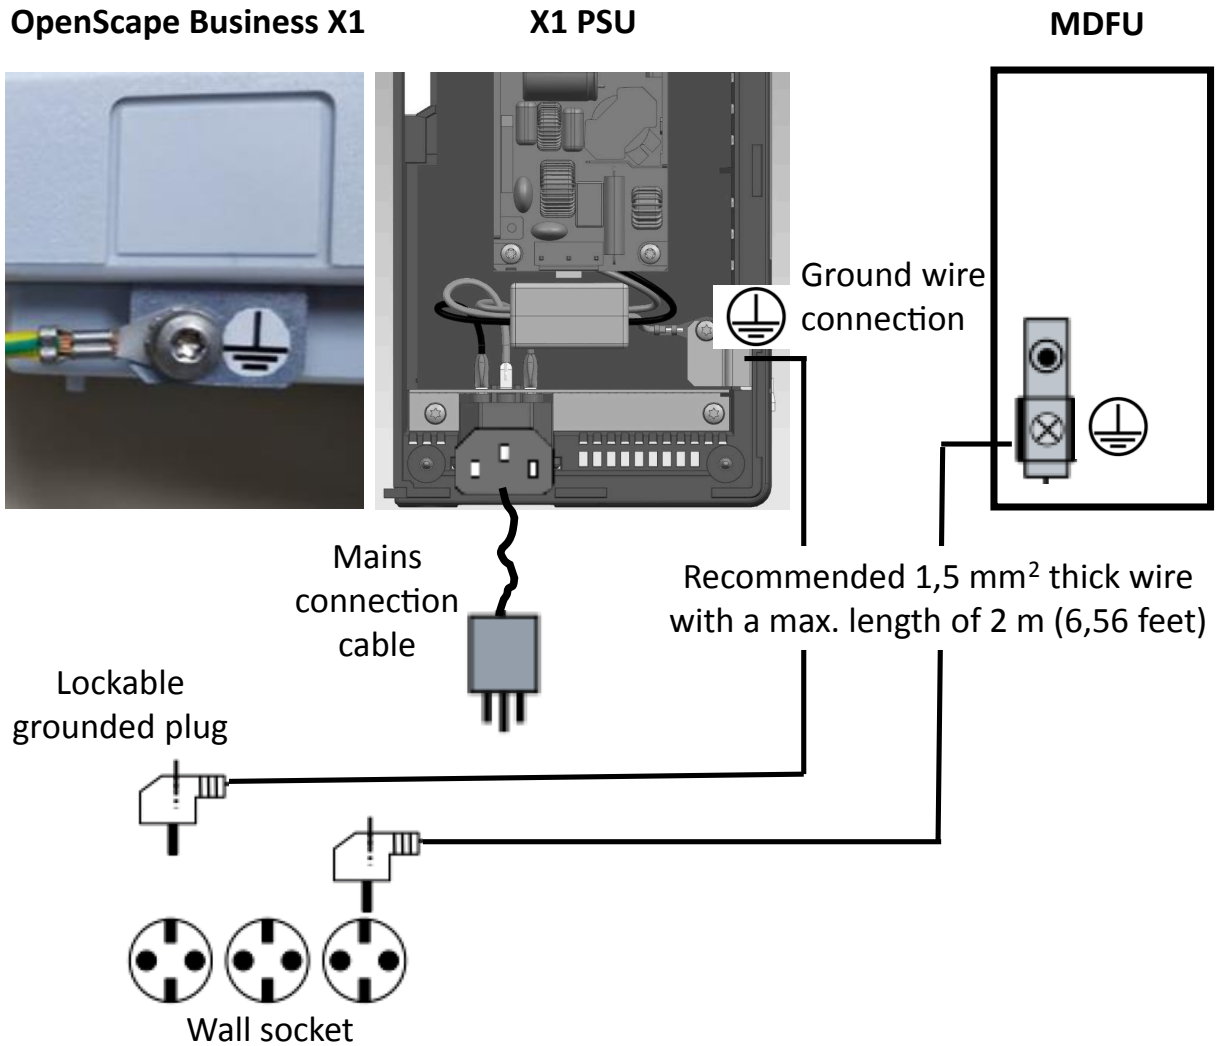 OpenScape Business X1
X1 PSU
MDFU
Ground wire
connection
Mains
connection
cable
Recommended 1,5 mm² thick wire
with a max. length of 2 m (6,56 feet)
Lockable
grounded plug
Wall socket